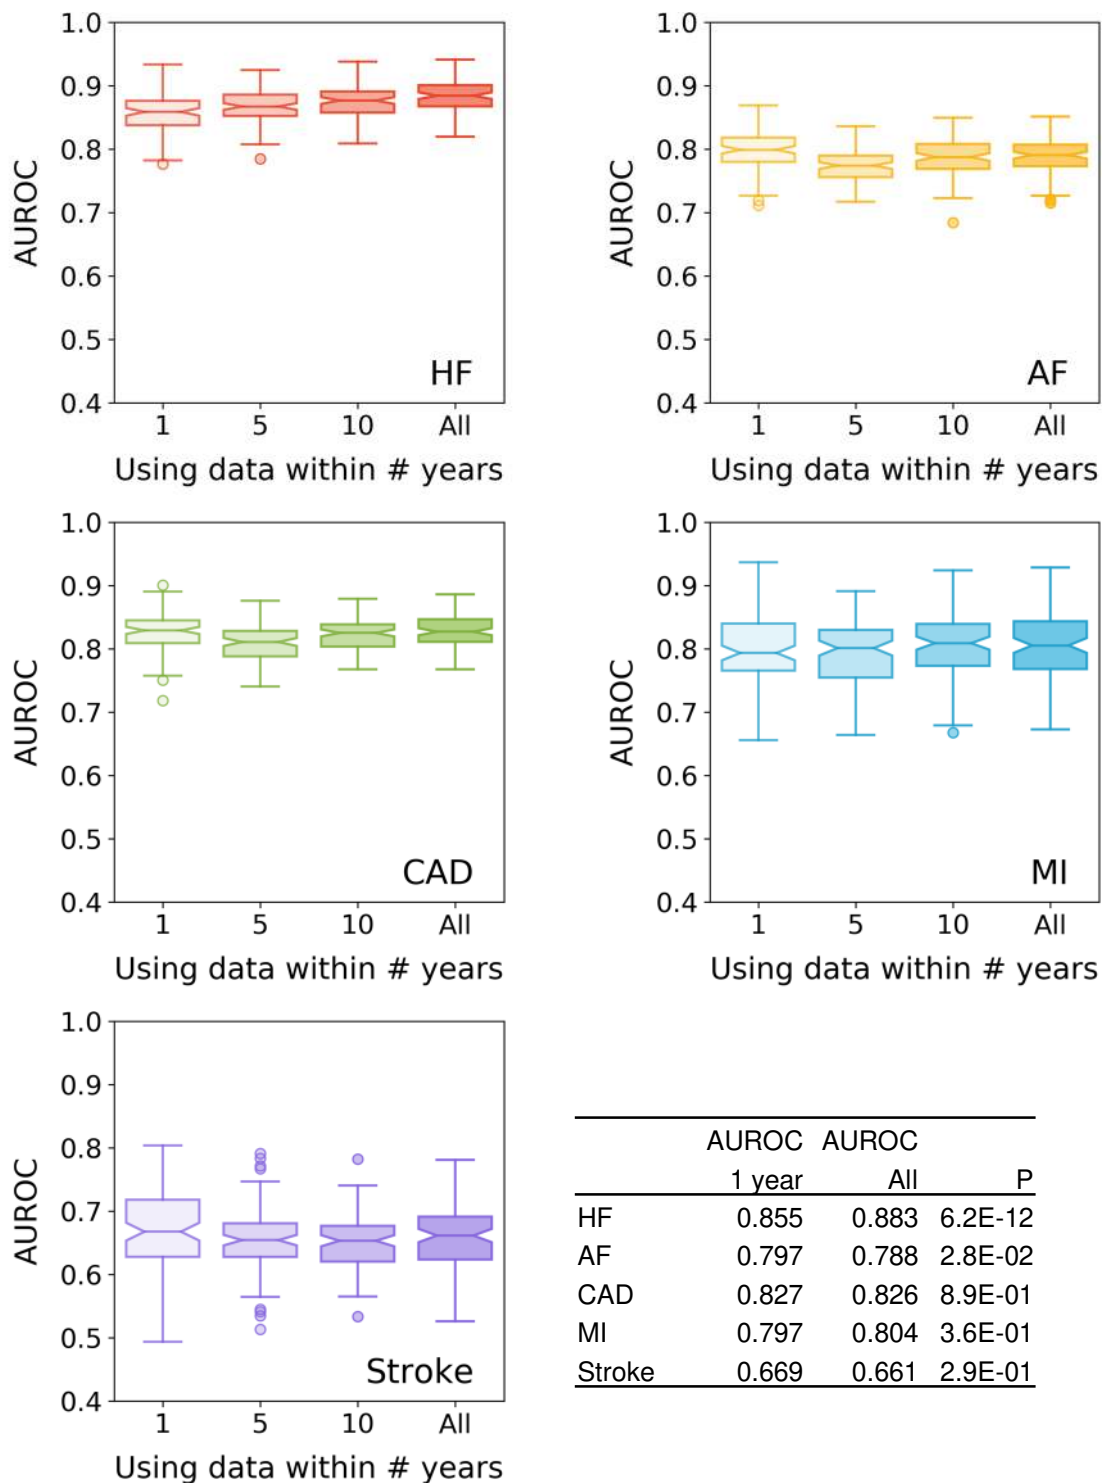 1.0
0.9
0.8
0.7
0.6
0.5
0.4
AUROC
HF
1 5 10 All
Using data within # years
1.0
0.9
0.8
0.7
0.6
0.5
0.4
AUROC
AF
1 5 10 All
Using data within # years
1.0
0.9
0.8
0.7
0.6
0.5
0.4
AUROC
CAD
1 5 10 All
Using data within # years
1.0
0.9
0.8
0.7
0.6
0.5
0.4
AUROC
MI
1 5 10 All
Using data within # years
1.0
0.9
0.8
0.7
0.6
0.5
0.4
AUROC
Stroke
1 5 10 All
Using data within # years
AUROC AUROC
1 year All P
HF 0.855 0.883 6.2E-12
AF 0.797 0.788 2.8E-02
CAD 0.827 0.826 8.9E-01
MI 0.797 0.804 3.6E-01
Stroke 0.669 0.661 2.9E-01